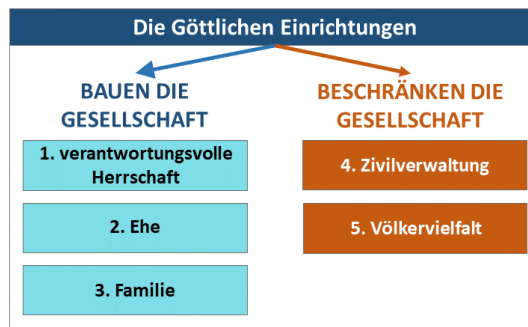 Die Göttlichen Einrichtungen
BAUEN DIE
GESELLSCHAFT
1. verantwortungsvolle
Herrschaft
2. Ehe
3. Familie
BESCHRÄNKEN DIE
GESELLSCHAFT
4. Zivilverwaltung
5. Völkervielfalt